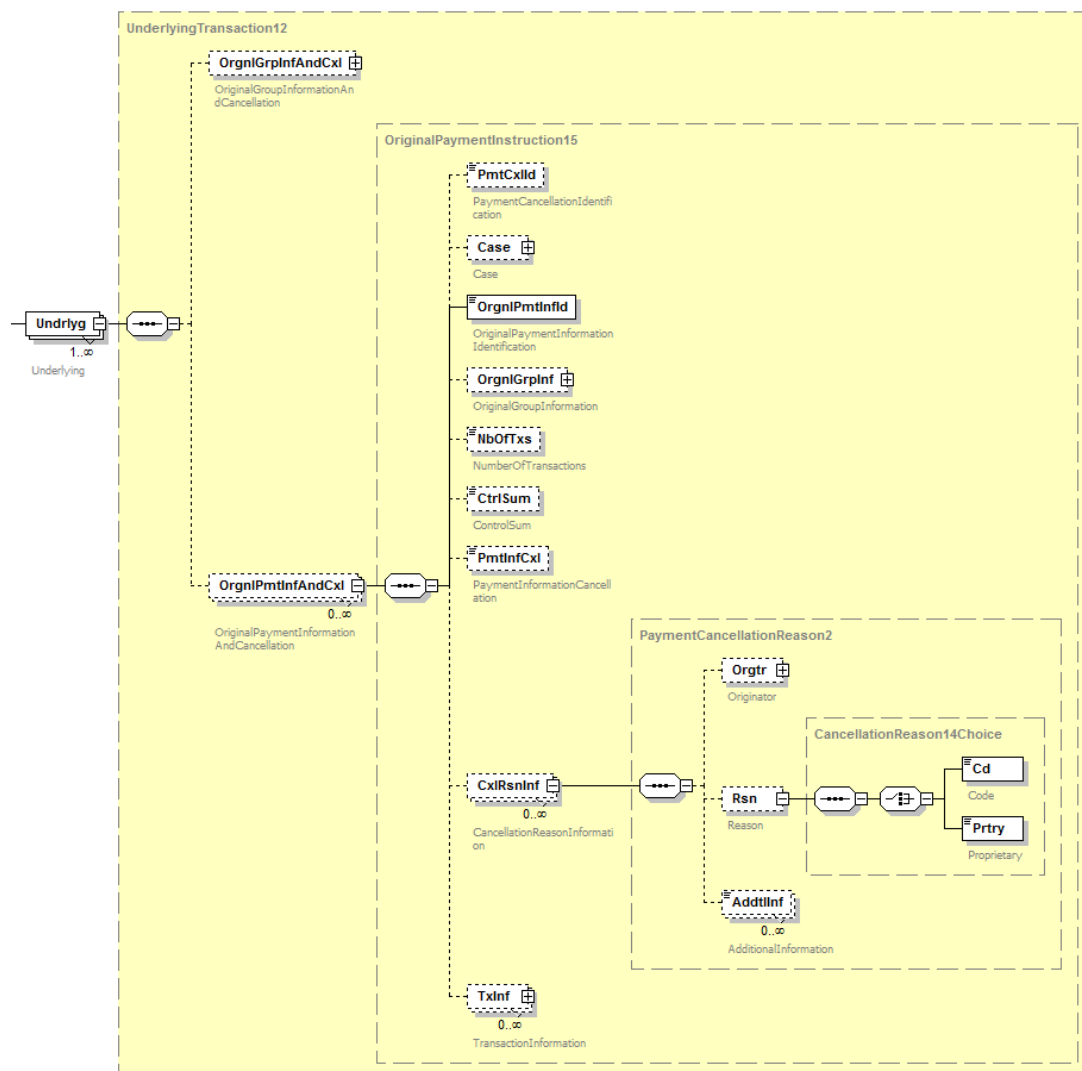 UnderlyingTransaction12
OrgnlGrpInfAndCxl
OriginalGroupInformationAn
dCancellation
OriginalPaymentInstruction15
PmtCxlId
PaymentCancellationIdentifi
cation
Case
Case
Undrlyg
1..∞
Underlying
OrgnlPmtInfId
OriginalPaymentInformation
Identification
OrgnlGrpInf
OriginalGroupInformation
NbOfTxs
NumberOfTransactions
CtrlSum
ControlSum
PmtInfCxl
PaymentInformationCancell
ation
OrgnlPmtInfAndCxl
0..∞
OriginalPaymentInformation
AndCancellation
PaymentCancellationReason2
Orgtr
Originator
CancellationReason14Choice
CxlRsnInf
0..∞
CancellationReasonInformati
on
Rsn
Reason
Cd
Code
Prtry
Proprietary
AddtlInf
0..∞
AdditionalInformation
TxInf
0..∞
TransactionInformation